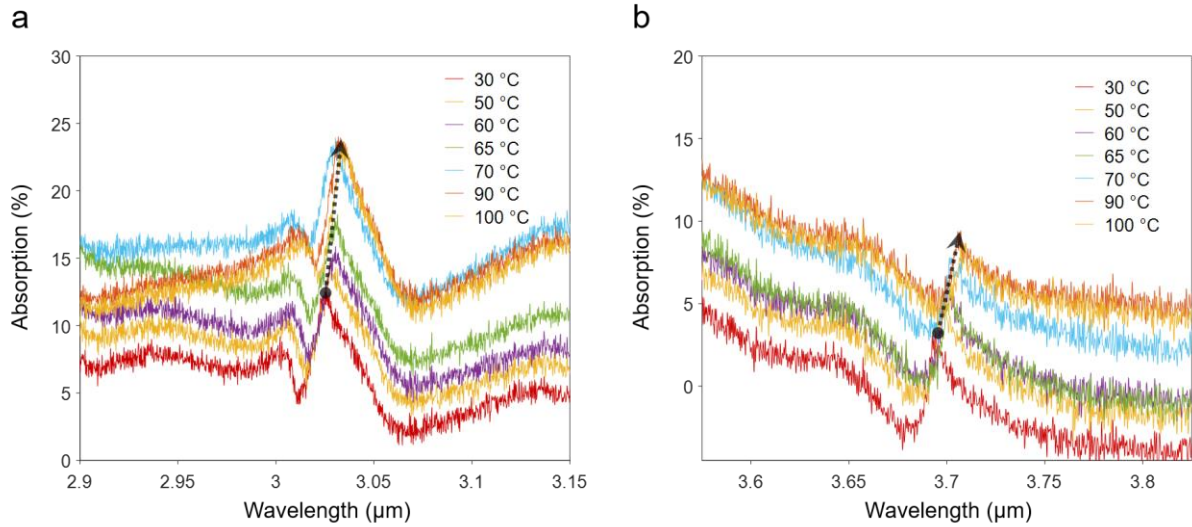 a
30
25
20
15
10
5
0
Absorption (%)
30 °C
50 °C
60 °C
65 °C
70 °C
90 °C
100 °C
2.9 2.95 3 3.05 3.1 3.15
Wavelength (μm)
b
20
15
10
5
0
Absorption (%)
30 °C
50 °C
60 °C
65 °C
70 °C
90 °C
100 °C
3.6 3.65 3.7 3.75 3.8
Wavelength (μm)